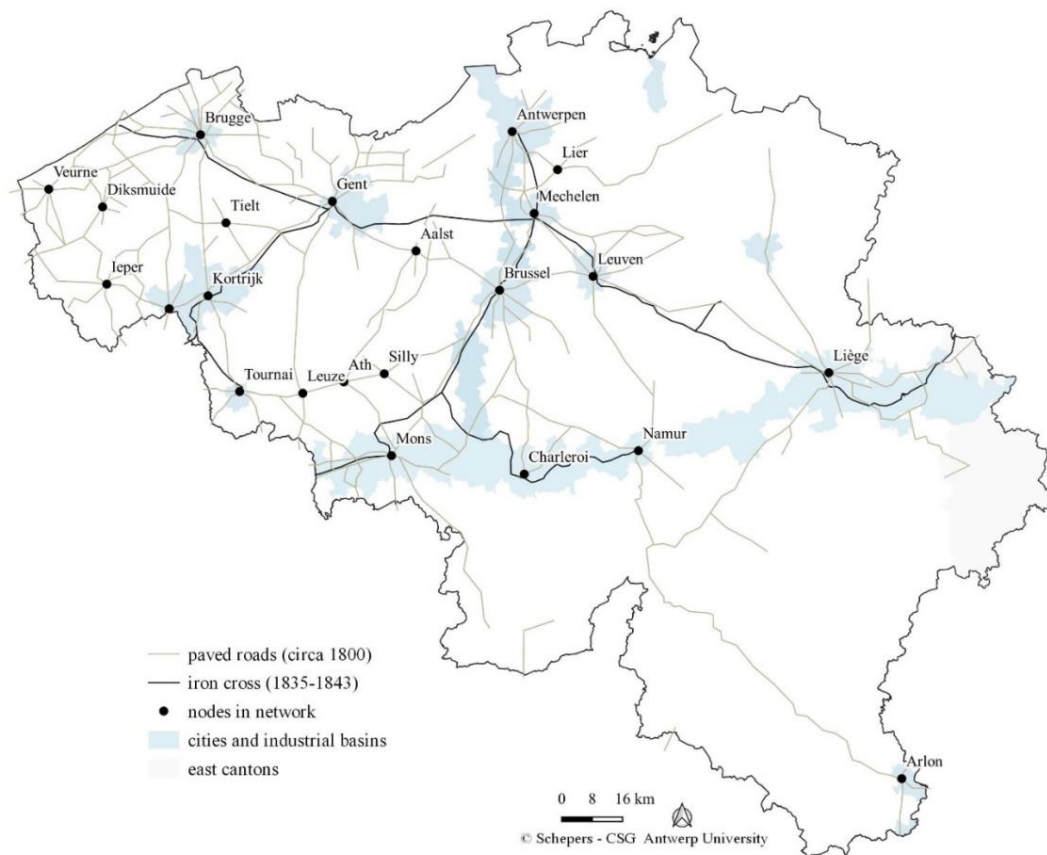 Antwerpen
Brugge
Lier
Veurne
Gent
Diksmuide
Mechelen
Tielt
Aalst
Leuven
Ieper
Brussel
Kortrijk
Silly
Ath
Liège
Tournai
Leuze
Mons
Namur
Charleroi
paved roads (circa 1800)
iron cross (1835-1843)
nodes in network
cities and industrial basins
east cantons
Arlon
0 8 16 km
© Schepers - CSG Antwerp University